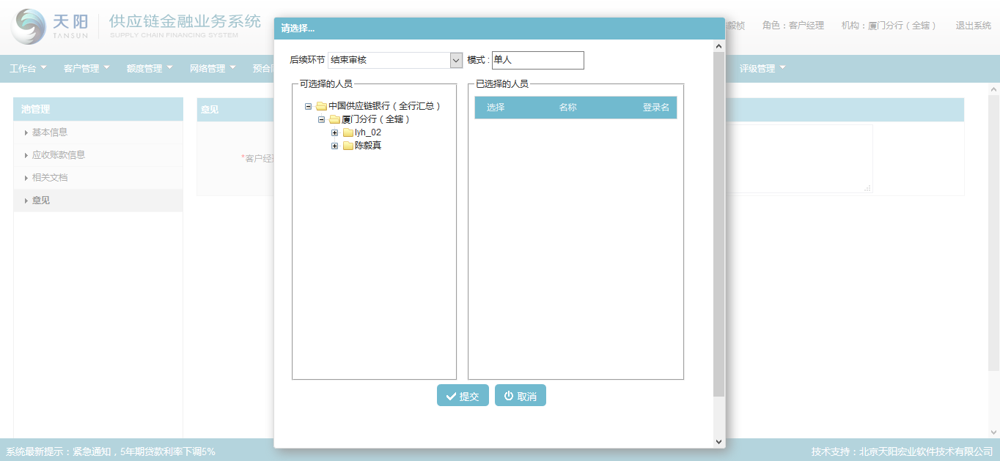 天阳
TANSUN
供应链金融业务系统
SUPPLY CHAIN FINANCING SYSTEM
毅桢 角色：客户经理 机构：厦门分行（全辖） 退出系统
工作台 客户管理 额度管理 网络管理 预合同 评级管理
池管理
基本信息
应收账款信息
相关文档
意见
意见
*客户经
请选择...
后续环节 结束审核 模式：单人
可选择的人员
中国供应链银行（全行汇总）
厦门分行（全辖）
lyh_02
陈毅真
已选择的人员
选择 名称 登录名
提交 取消
系统最新提示：紧急通知，5年期贷款利率下调5% 技术支持：北京天阳宏业软件技术有限公司